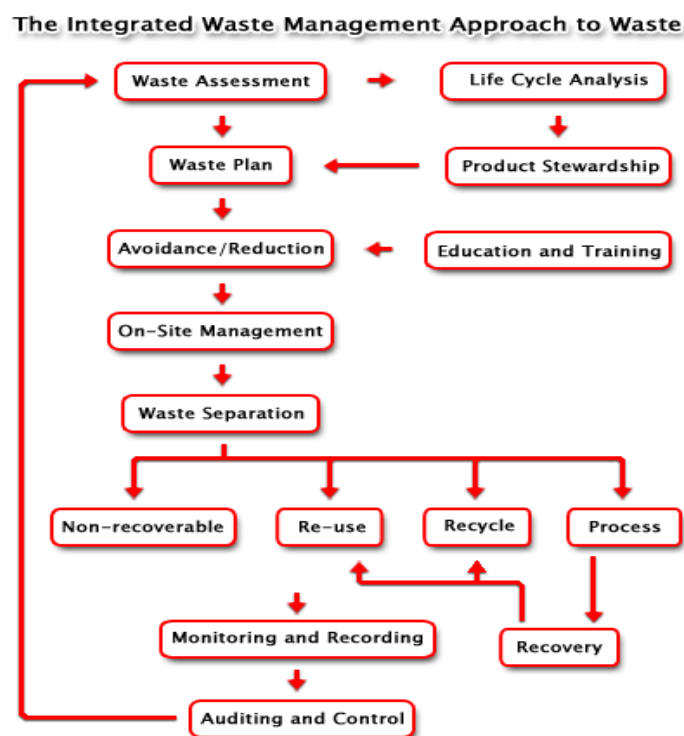 The Integrated Waste Management Approach to Waste
Waste Assessment
Life Cycle Analysis
Waste Plan
Product Stewardship
Avoidance/Reduction
Education and Training
On-Site Management
Waste Separation
Non-recoverable
Re-use
Recycle
Process
Monitoring and Recording
Recovery
Auditing and Control